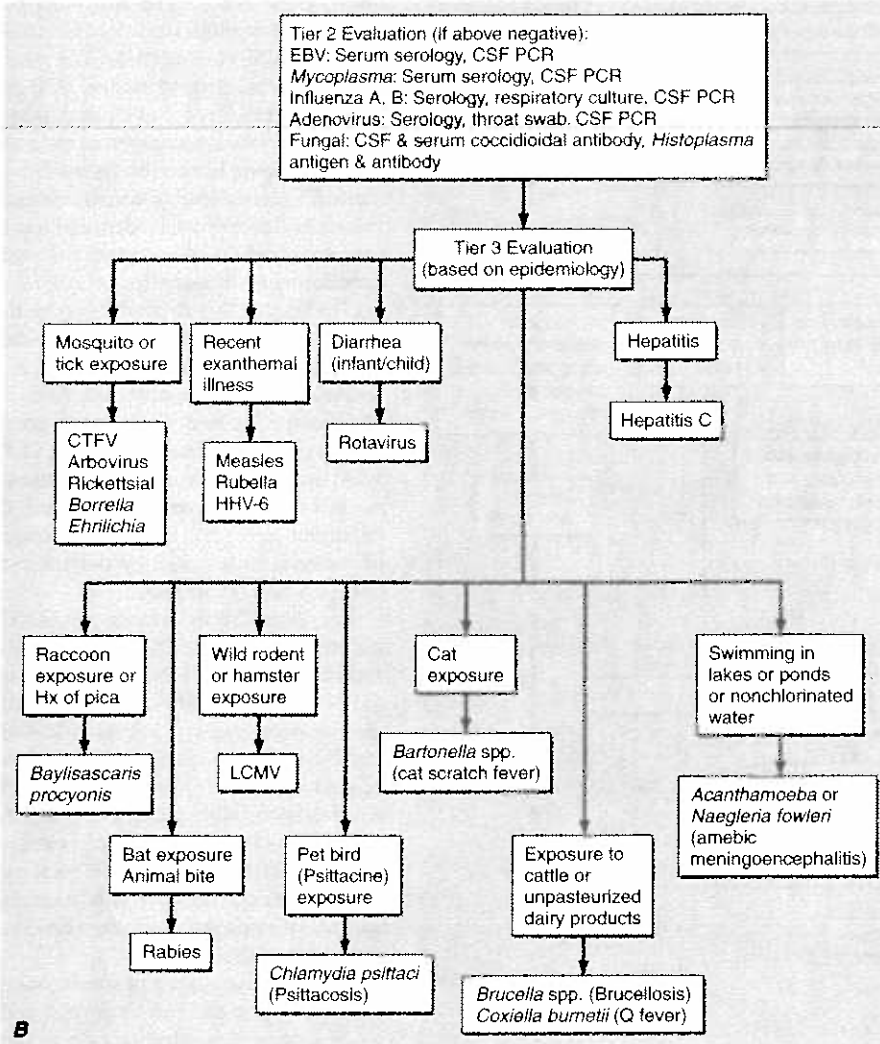 Tier 2 Evaluation (if above negative):
EBV: Serum serology, CSF PCR
Mycoplasma: Serum serology, CSF PCR
Influenza A, B: Serology, respiratory culture, CSF PCR
Adenovirus: Serology, throat swab, CSF PCR
Fungal: CSF & serum coccidioidal antibody, Histoplasma
antigen & antibody
Tier 3 Evaluation
(based on epidemiology)
Mosquito or
tick exposure
Recent
exanthemal
illness
Diarrhea
(infant/child)
Hepatitis
CTFV
Arbovirus
Rickettsial
Borrelia
Ehrlichia
Measles
Rubella
HHV-6
Rotavirus
Hepatitis C
Raccoon
exposure or
Hx of pica
Wild rodent
or hamster
exposure
Cat
exposure
Swimming in
lakes or ponds
or nonchlorinated
water
Baylisascaris
procyonis
LCMV
Bartonella spp.
(cat scratch fever)
Acanthamoeba or
Naegleria fowleri
(amebic
meningoencephalitis)
Bat exposure
Animal bite
Pet bird
(Psittacine)
exposure
Exposure to
cattle or
unpasteurized
dairy products
Rabies
Chlamydia psittaci
(Psittacosis)
Brucella spp. (Brucellosis)
Coxiella burnetii (Q fever)
B